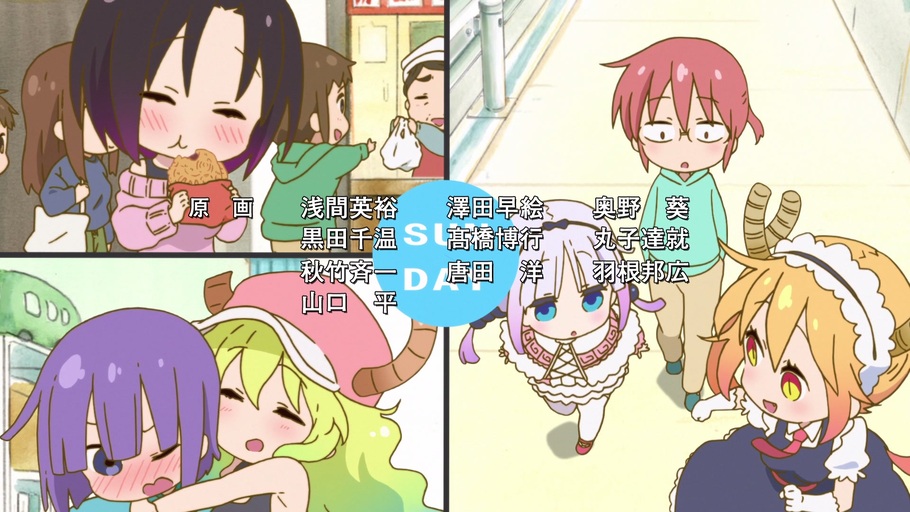 原 画 浅間英裕 澤田早絵 奥野 葵
黒田千温 髙橋博行 丸子達就
秋竹斉一 唐田 洋 羽根邦広
山口 平
SU
DAY